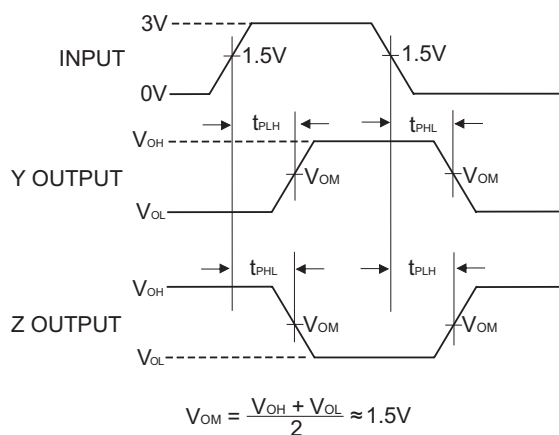 3V
INPUT
1.5V
1.5V
0V
tPLH
tPHL
VOH
Y OUTPUT
VOM
VOM
VOL
tPHL
tPLH
VOH
Z OUTPUT
VOM
VOM
VOL
VOM = VOH + VOL / 2 ≈ 1.5V